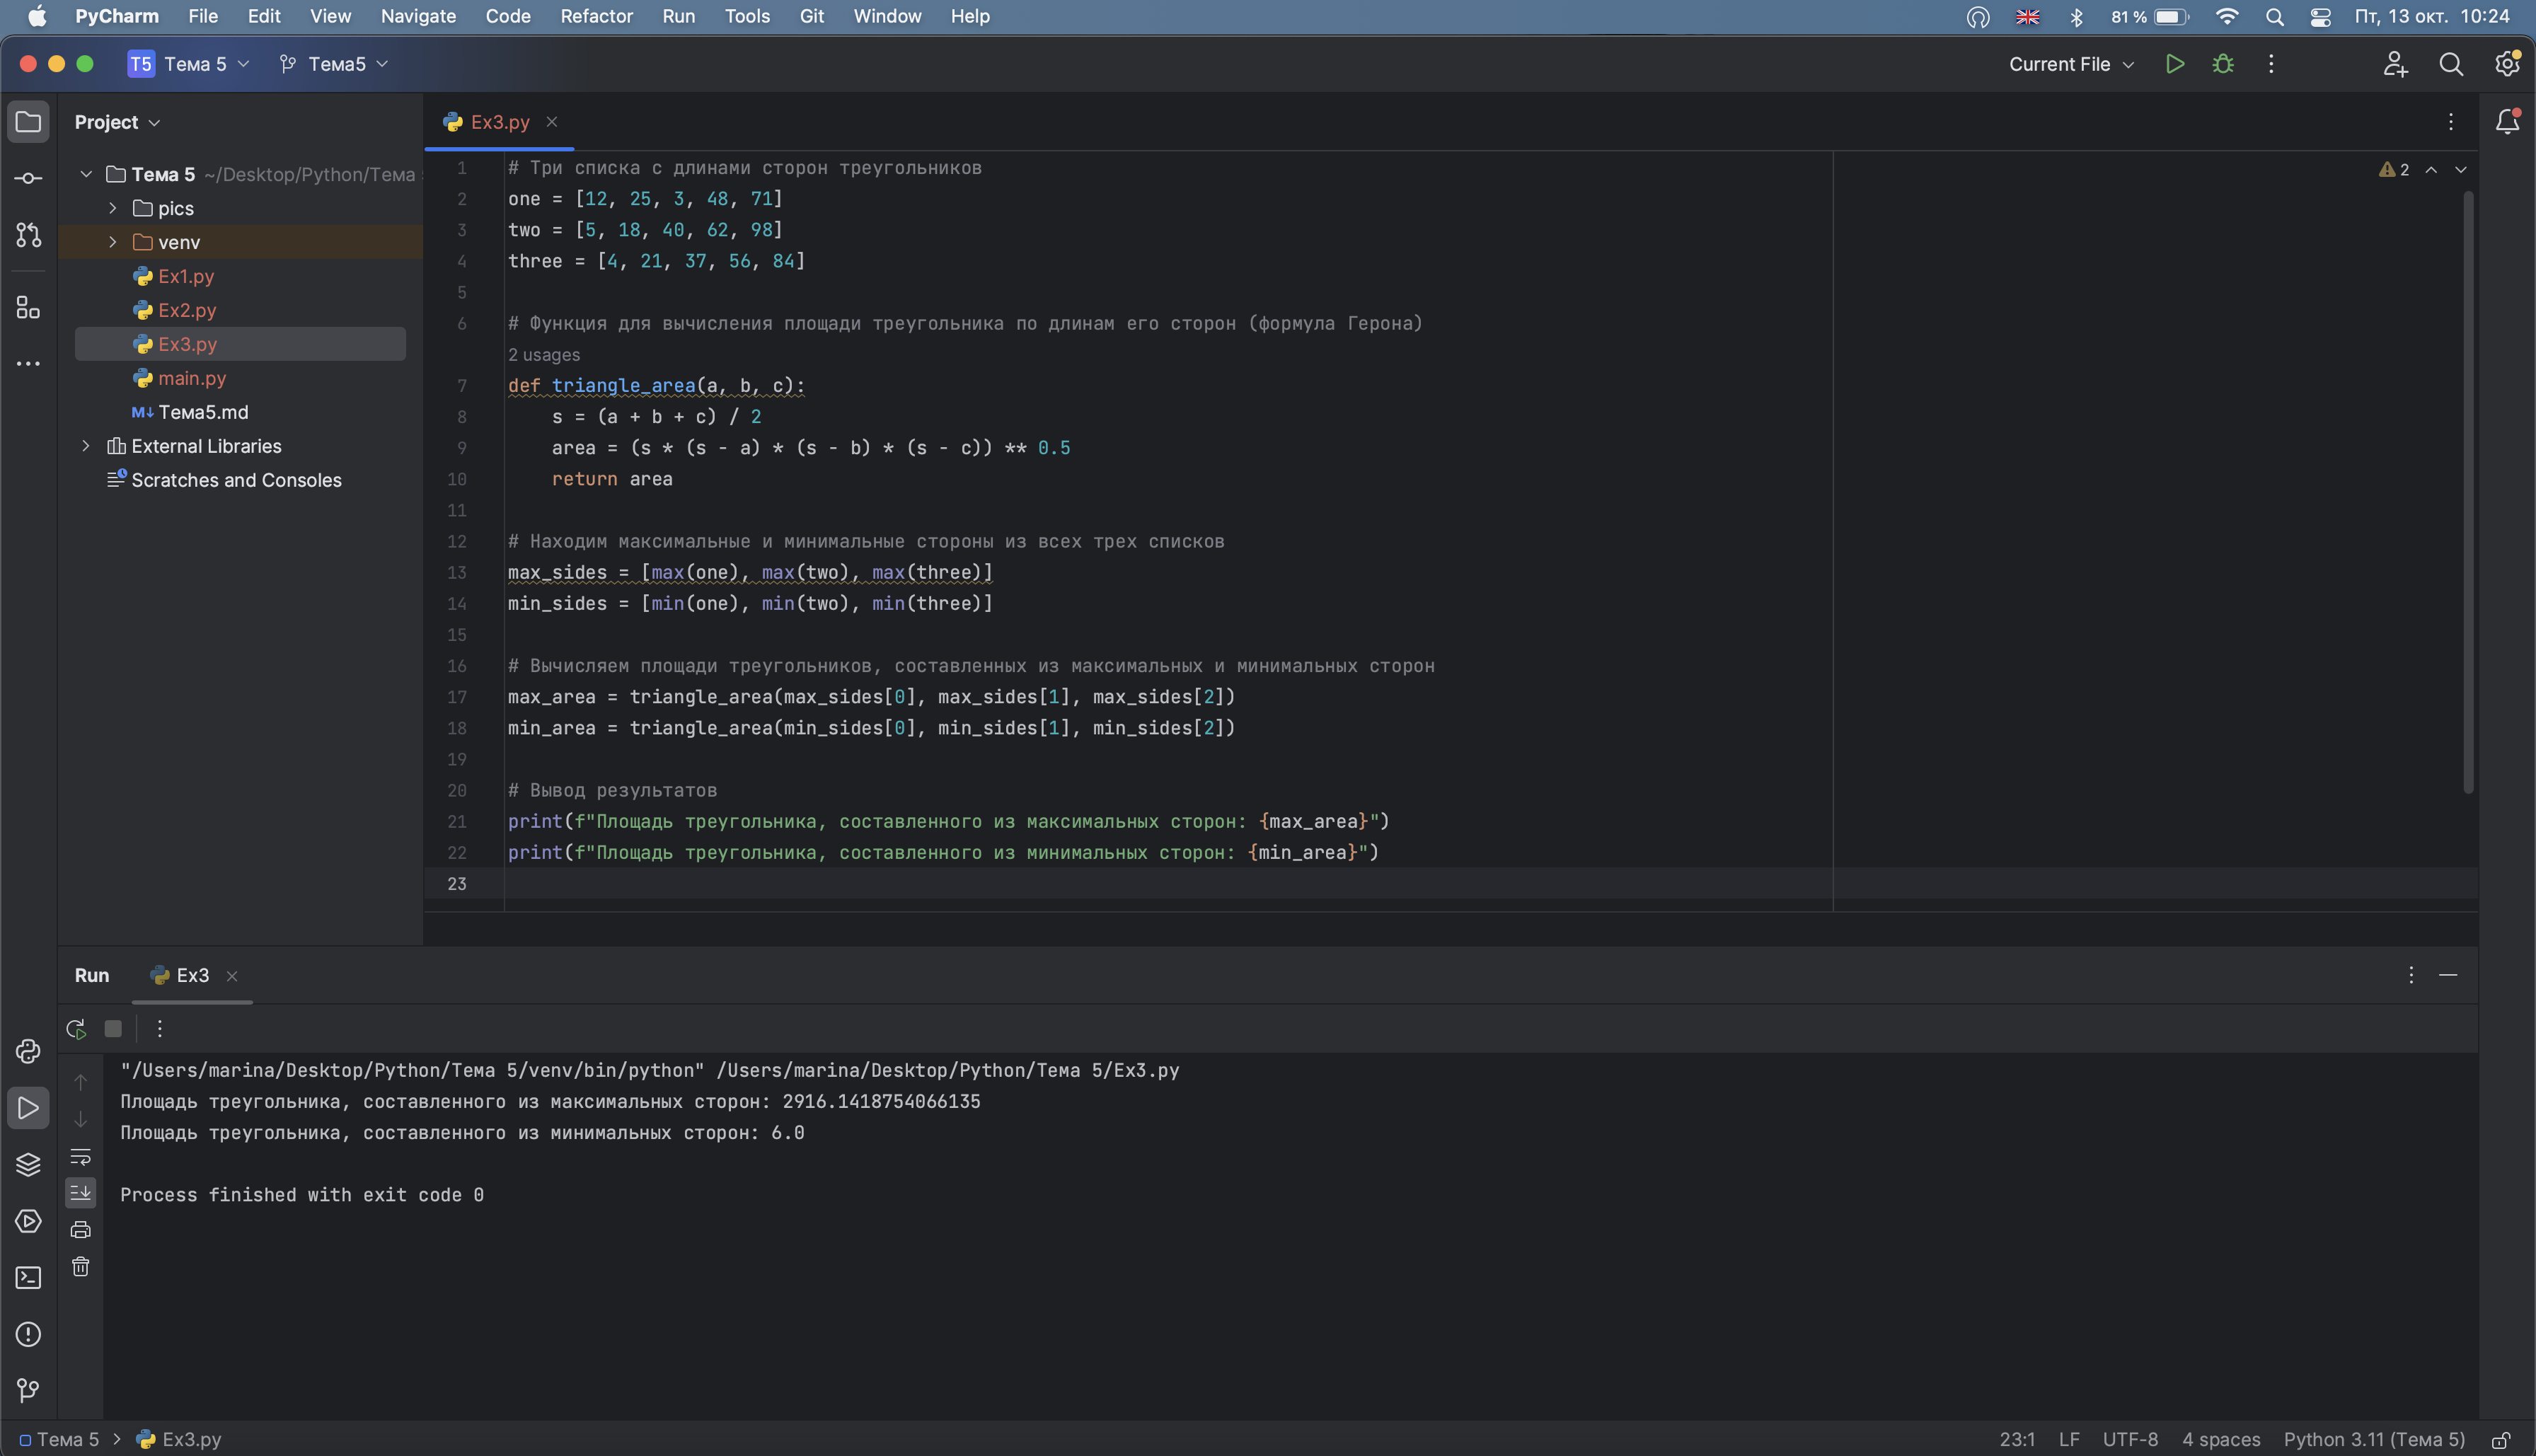 PyCharm File Edit View Navigate Code Refactor Run Tools Git Window Help 81 % Пт, 13 окт. 10:24
T5 Тема 5 Тема5 Current File
Project
Тема 5 ~/Desktop/Python/Тема
pics
venv
Ex1.py
Ex2.py
Ex3.py
main.py
M↓ Тема5.md
External Libraries
Scratches and Consoles
Ex3.py
2
1 # Три списка с длинами сторон треугольников
2 one = [12, 25, 3, 48, 71]
3 two = [5, 18, 40, 62, 98]
4 three = [4, 21, 37, 56, 84]
5
6 # Функция для вычисления площади треугольника по длинам его сторон (формула Герона)
2 usages
7 def triangle_area(a, b, c):
8     s = (a + b + c) / 2
9     area = (s * (s - a) * (s - b) * (s - c)) ** 0.5
10     return area
11
12 # Находим максимальные и минимальные стороны из всех трех списков
13 max_sides = [max(one), max(two), max(three)]
14 min_sides = [min(one), min(two), min(three)]
15
16 # Вычисляем площади треугольников, составленных из максимальных и минимальных сторон
17 max_area = triangle_area(max_sides[0], max_sides[1], max_sides[2])
18 min_area = triangle_area(min_sides[0], min_sides[1], min_sides[2])
19
20 # Вывод результатов
21 print(f"Площадь треугольника, составленного из максимальных сторон: {max_area}")
22 print(f"Площадь треугольника, составленного из минимальных сторон: {min_area}")
23
Run Ex3
"/Users/marina/Desktop/Python/Тема 5/venv/bin/python" /Users/marina/Desktop/Python/Тема 5/Ex3.py
Площадь треугольника, составленного из максимальных сторон: 2916.1418754066135
Площадь треугольника, составленного из минимальных сторон: 6.0
Process finished with exit code 0
Тема 5 > Ex3.py 23:1 LF UTF-8 4 spaces Python 3.11 (Тема 5)